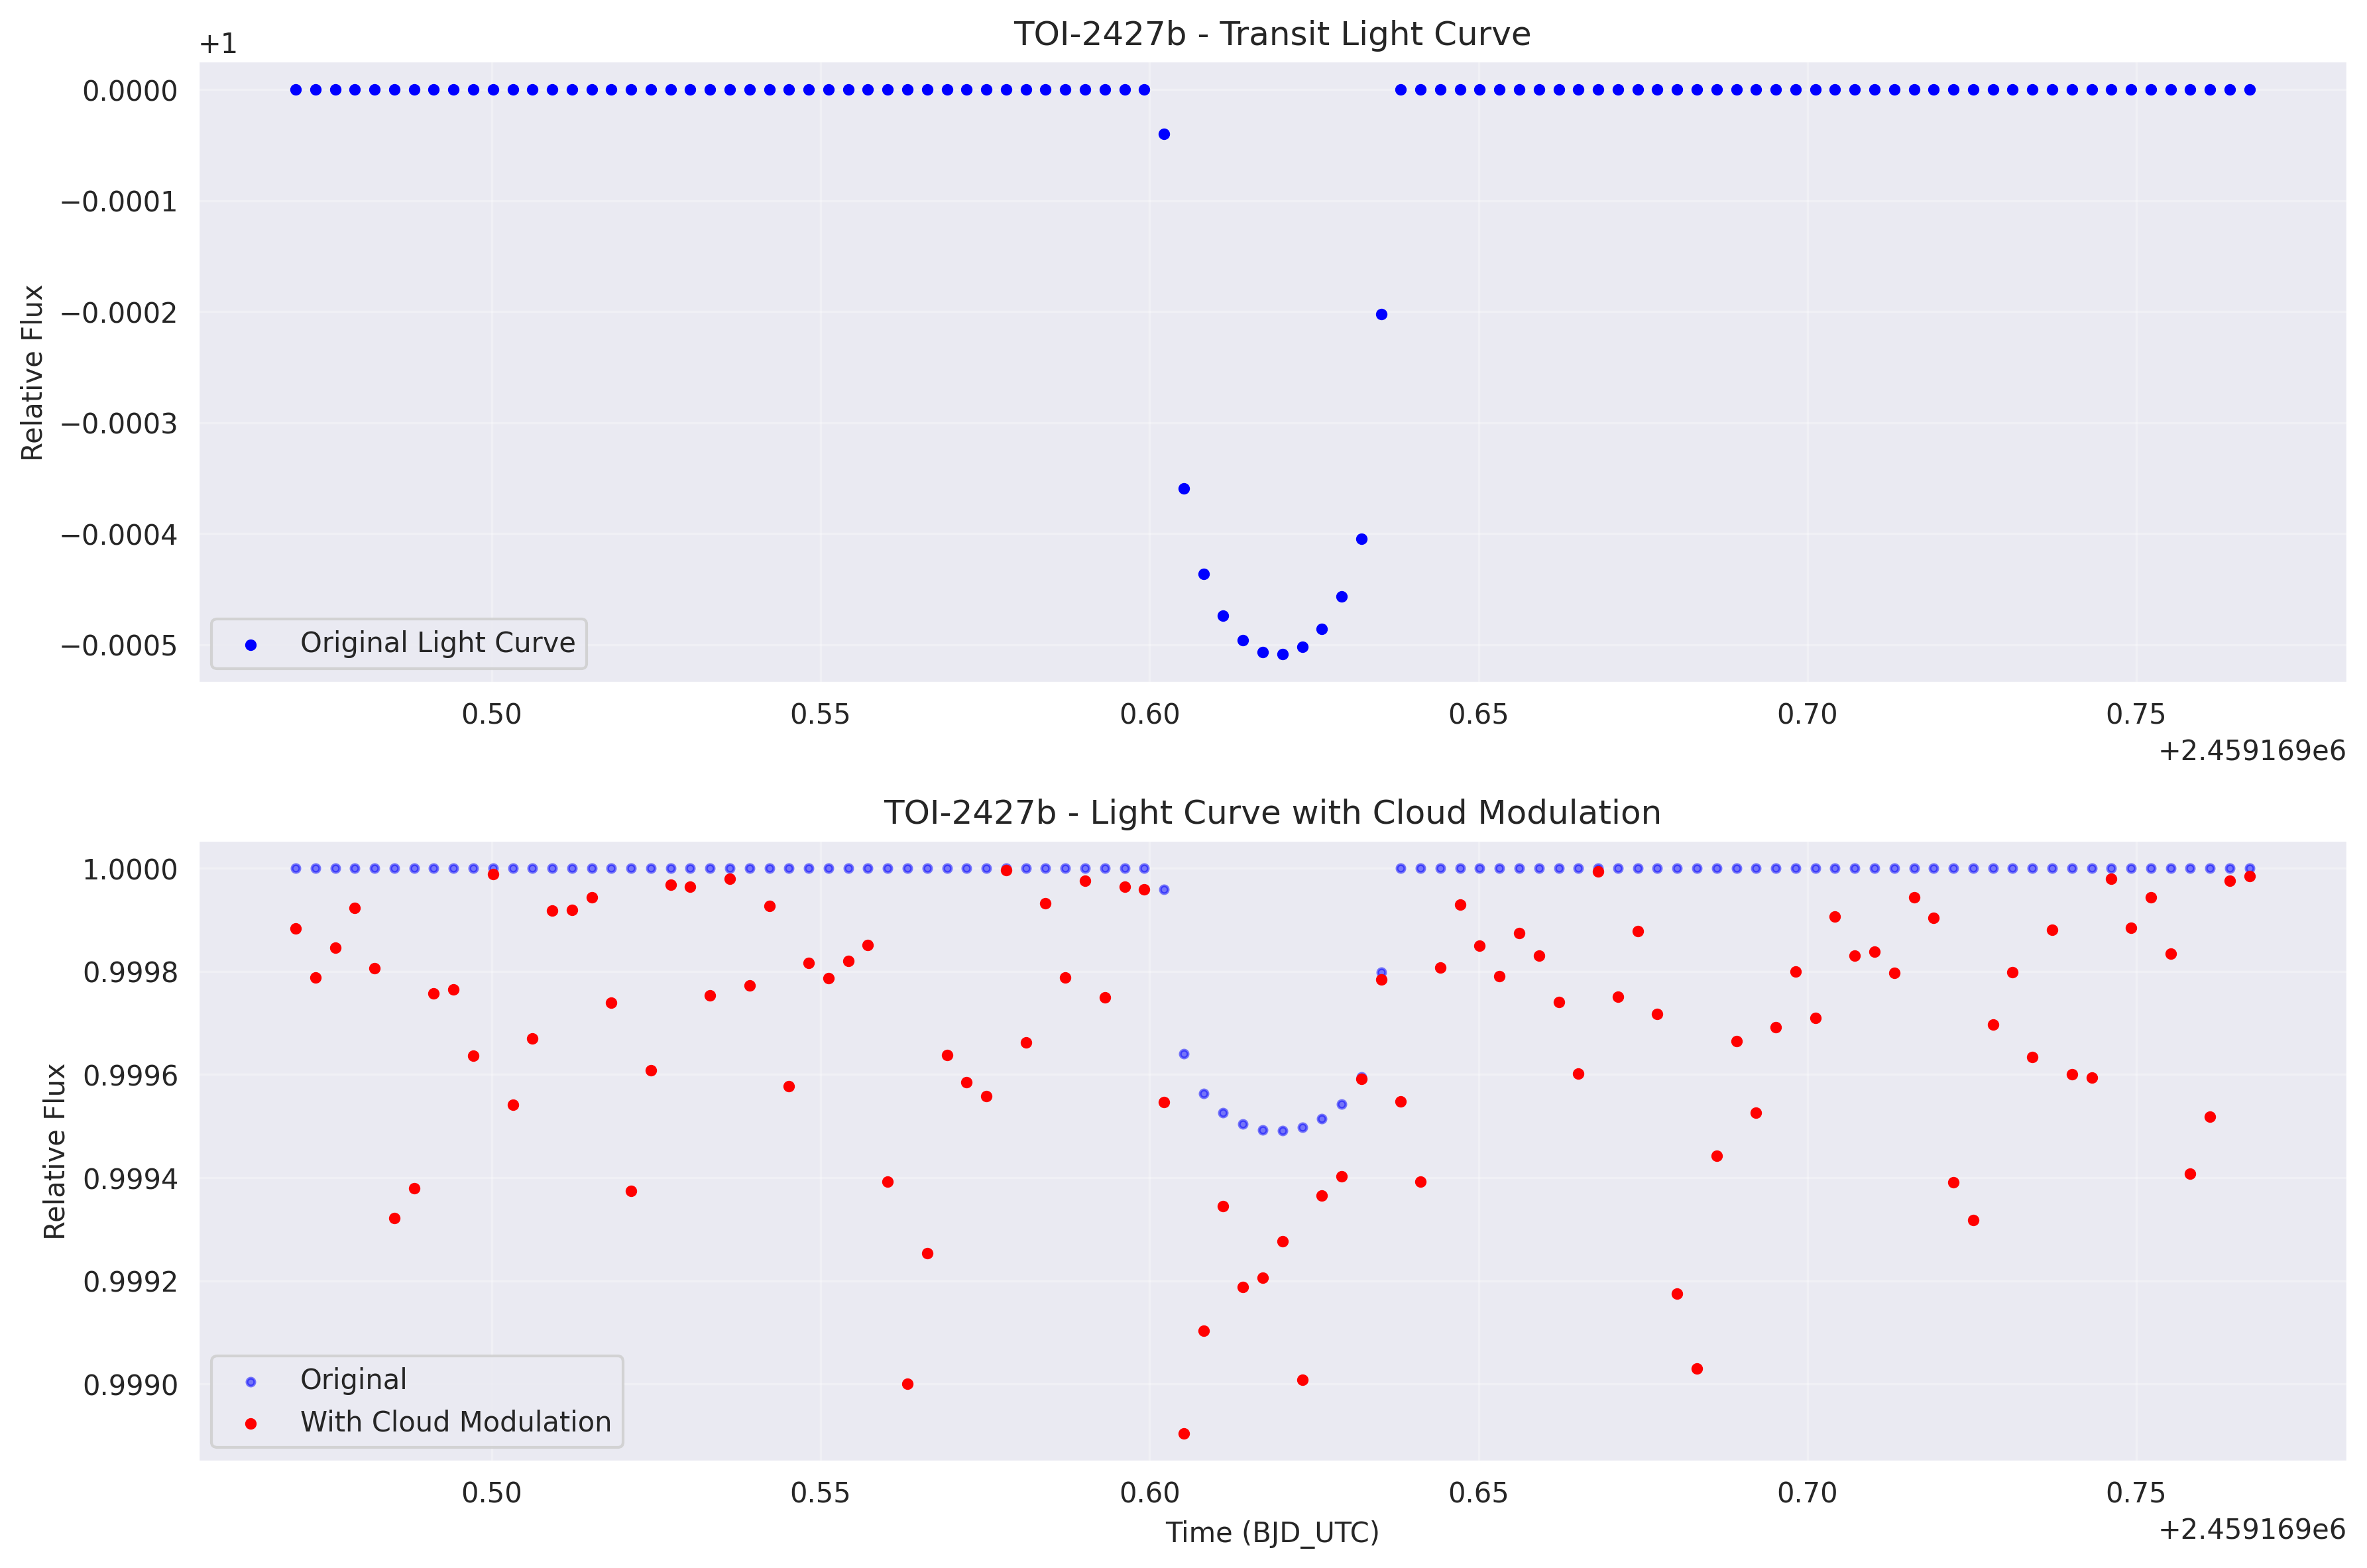 TOI-2427b - Transit Light Curve
+1
0.0000
−0.0001
−0.0002
−0.0003
−0.0004
−0.0005
Relative Flux
Original Light Curve
0.50 0.55 0.60 0.65 0.70 0.75
+2.459169e6
TOI-2427b - Light Curve with Cloud Modulation
1.0000
0.9998
0.9996
0.9994
0.9992
0.9990
Relative Flux
Original
With Cloud Modulation
0.50 0.55 0.60 0.65 0.70 0.75
Time (BJD_UTC)
+2.459169e6